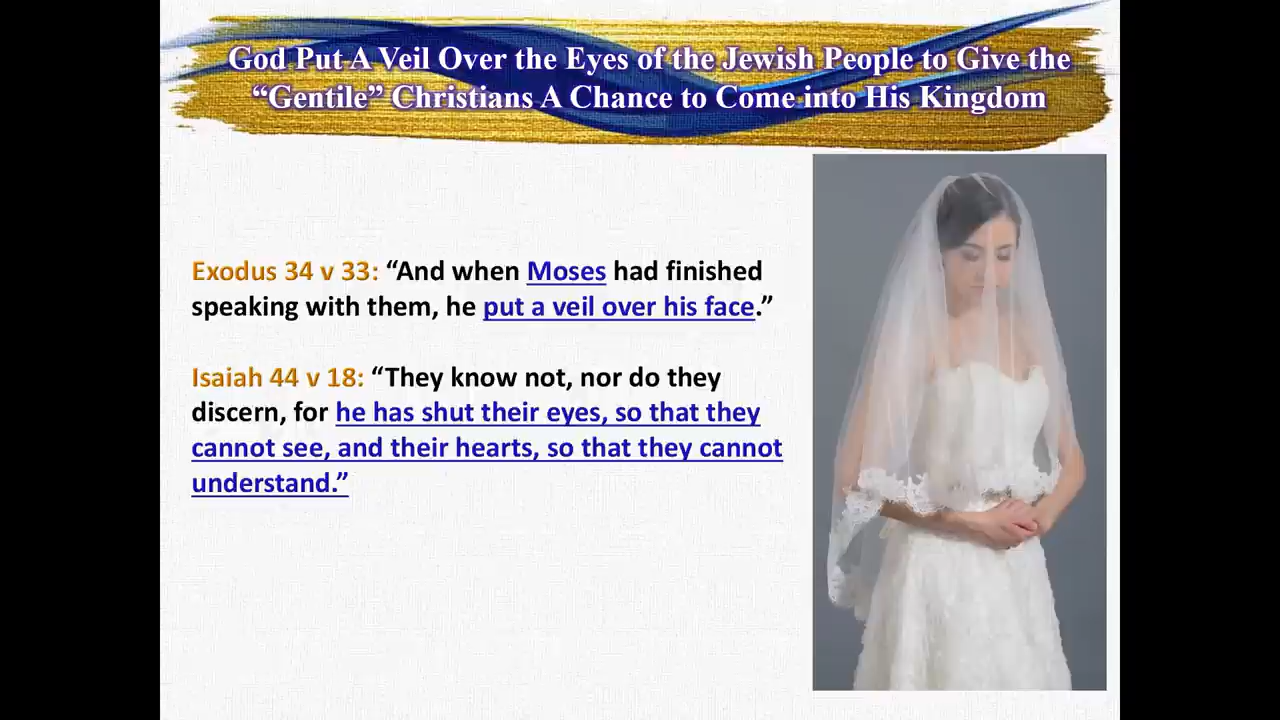 God Put A Veil Over the Eyes of the Jewish People to Give the
“Gentile” Christians A Chance to Come into His Kingdom
Exodus 34 v 33: “And when Moses had finished
speaking with them, he put a veil over his face.”
Isaiah 44 v 18: “They know not, nor do they
discern, for he has shut their eyes, so that they
cannot see, and their hearts, so that they cannot
understand.”